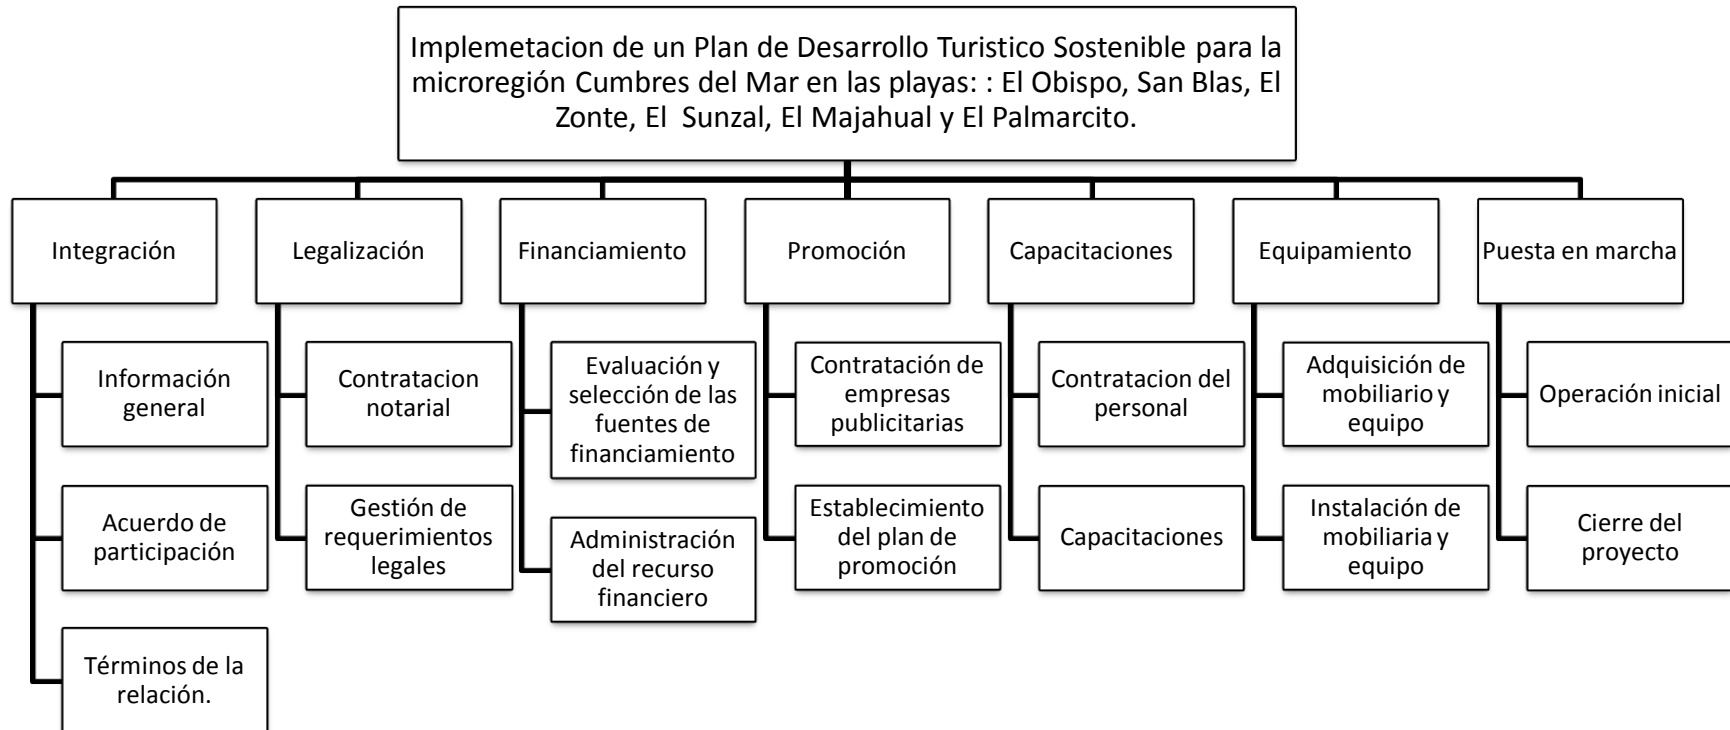 Implemetacion de un Plan de Desarrollo Turistico Sostenible para la
microregión Cumbres del Mar en las playas: : El Obispo, San Blas, El
Zonte, El Sunzal, El Majahual y El Palmarcito.
Integración
Legalización
Financiamiento
Promoción
Capacitaciones
Equipamiento
Puesta en marcha
Información
general
Acuerdo de
participación
Términos de la
relación.
Contratacion
notarial
Gestión de
requerimientos
legales
Evaluación y
selección de las
fuentes de
financiamiento
Administración
del recurso
financiero
Contratación de
empresas
publicitarias
Establecimiento
del plan de
promoción
Contratacion del
personal
Capacitaciones
Adquisición de
mobiliario y
equipo
Instalación de
mobiliaria y
equipo
Operación inicial
Cierre del
proyecto